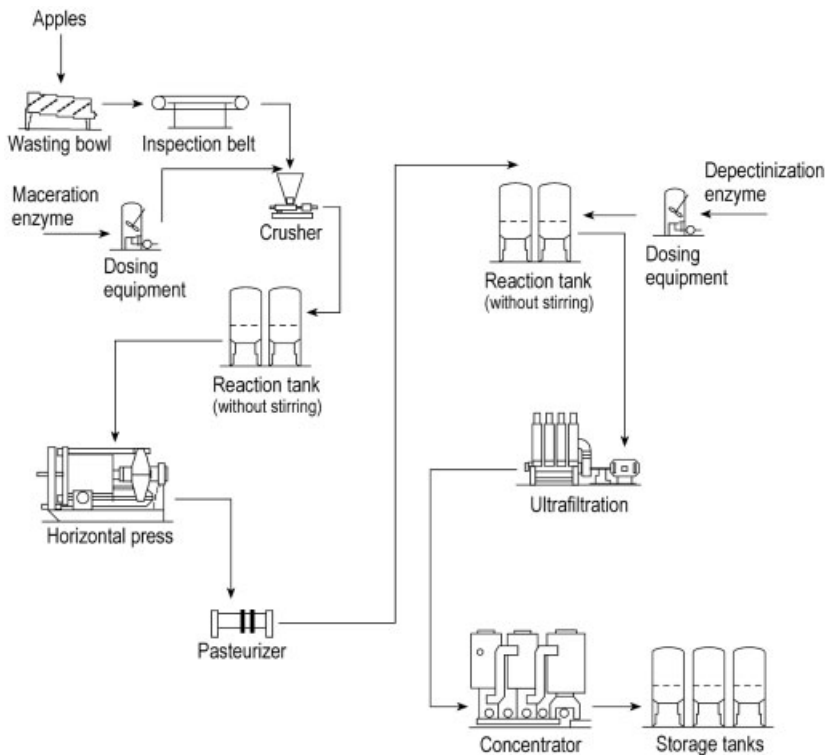 Apples
Wasting bowl
Inspection belt
Maceration
enzyme
Dosing
equipment
Crusher
Reaction tank
(without stirring)
Horizontal press
Pasteurizer
Depectinization
enzyme
Dosing
equipment
Reaction tank
(without stirring)
Ultrafiltration
Concentrator
Storage tanks